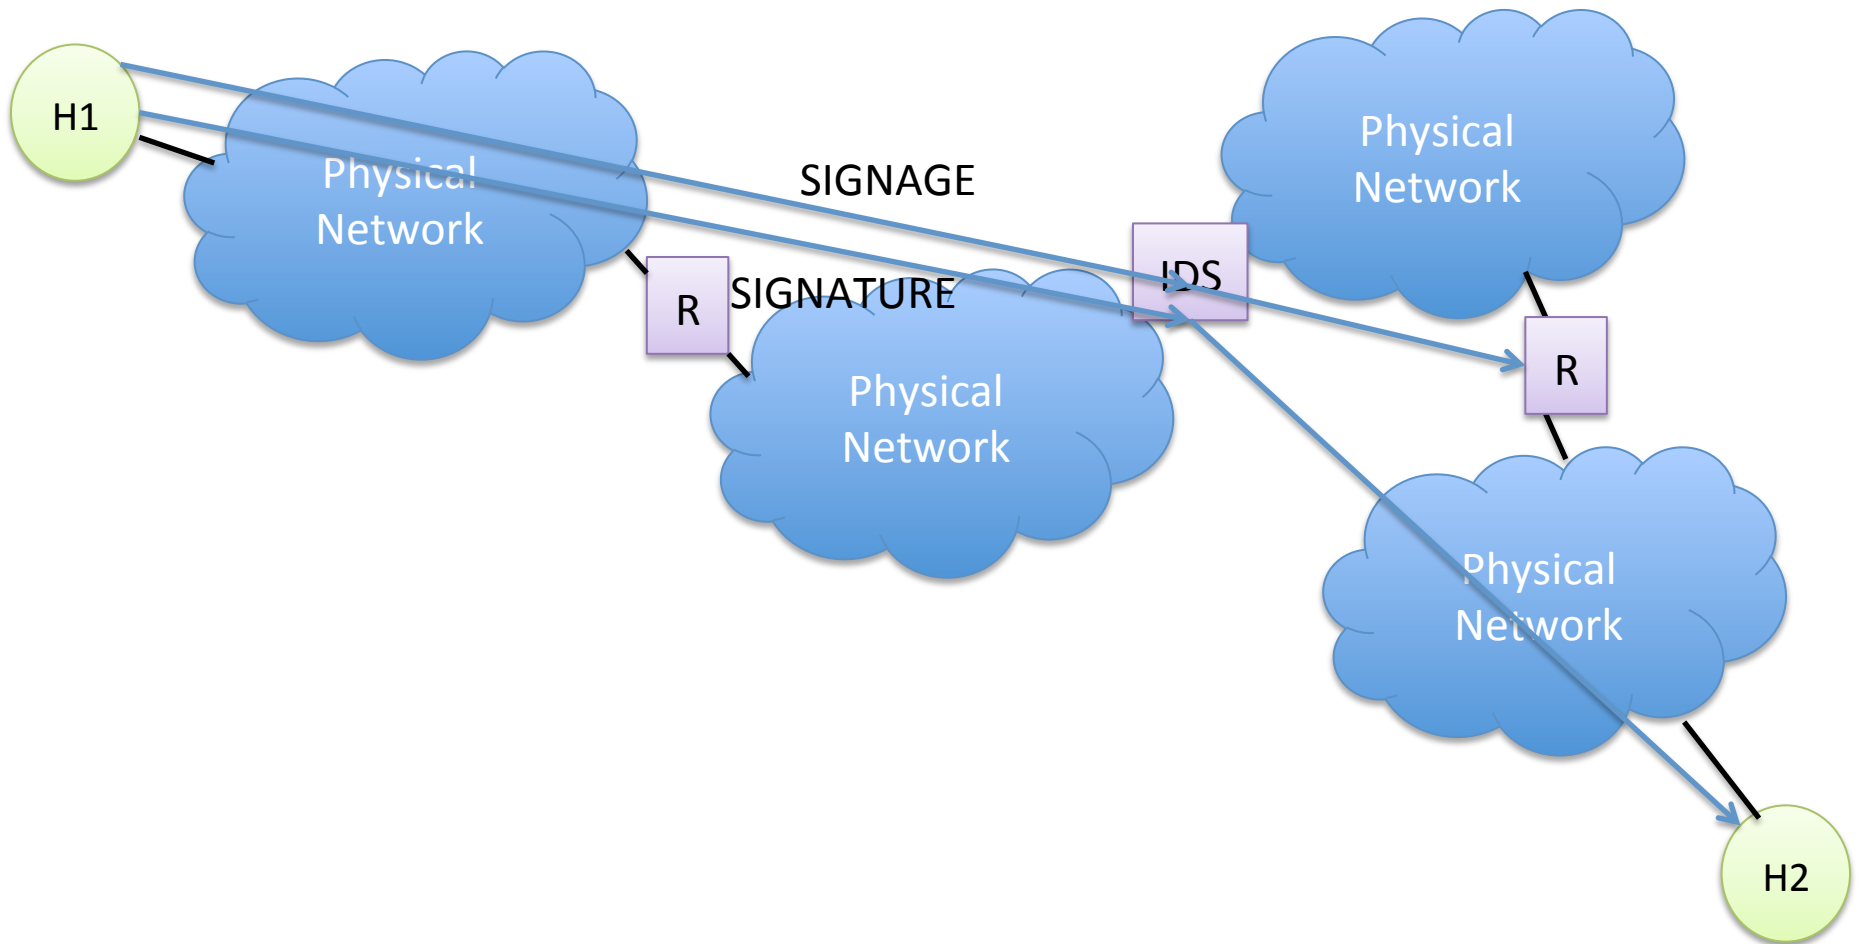 H1
Physical
Network
SIGNAGE
Physical
Network
IDS
R
SIGNATURE
R
Physical
Network
Physical
Network
H2